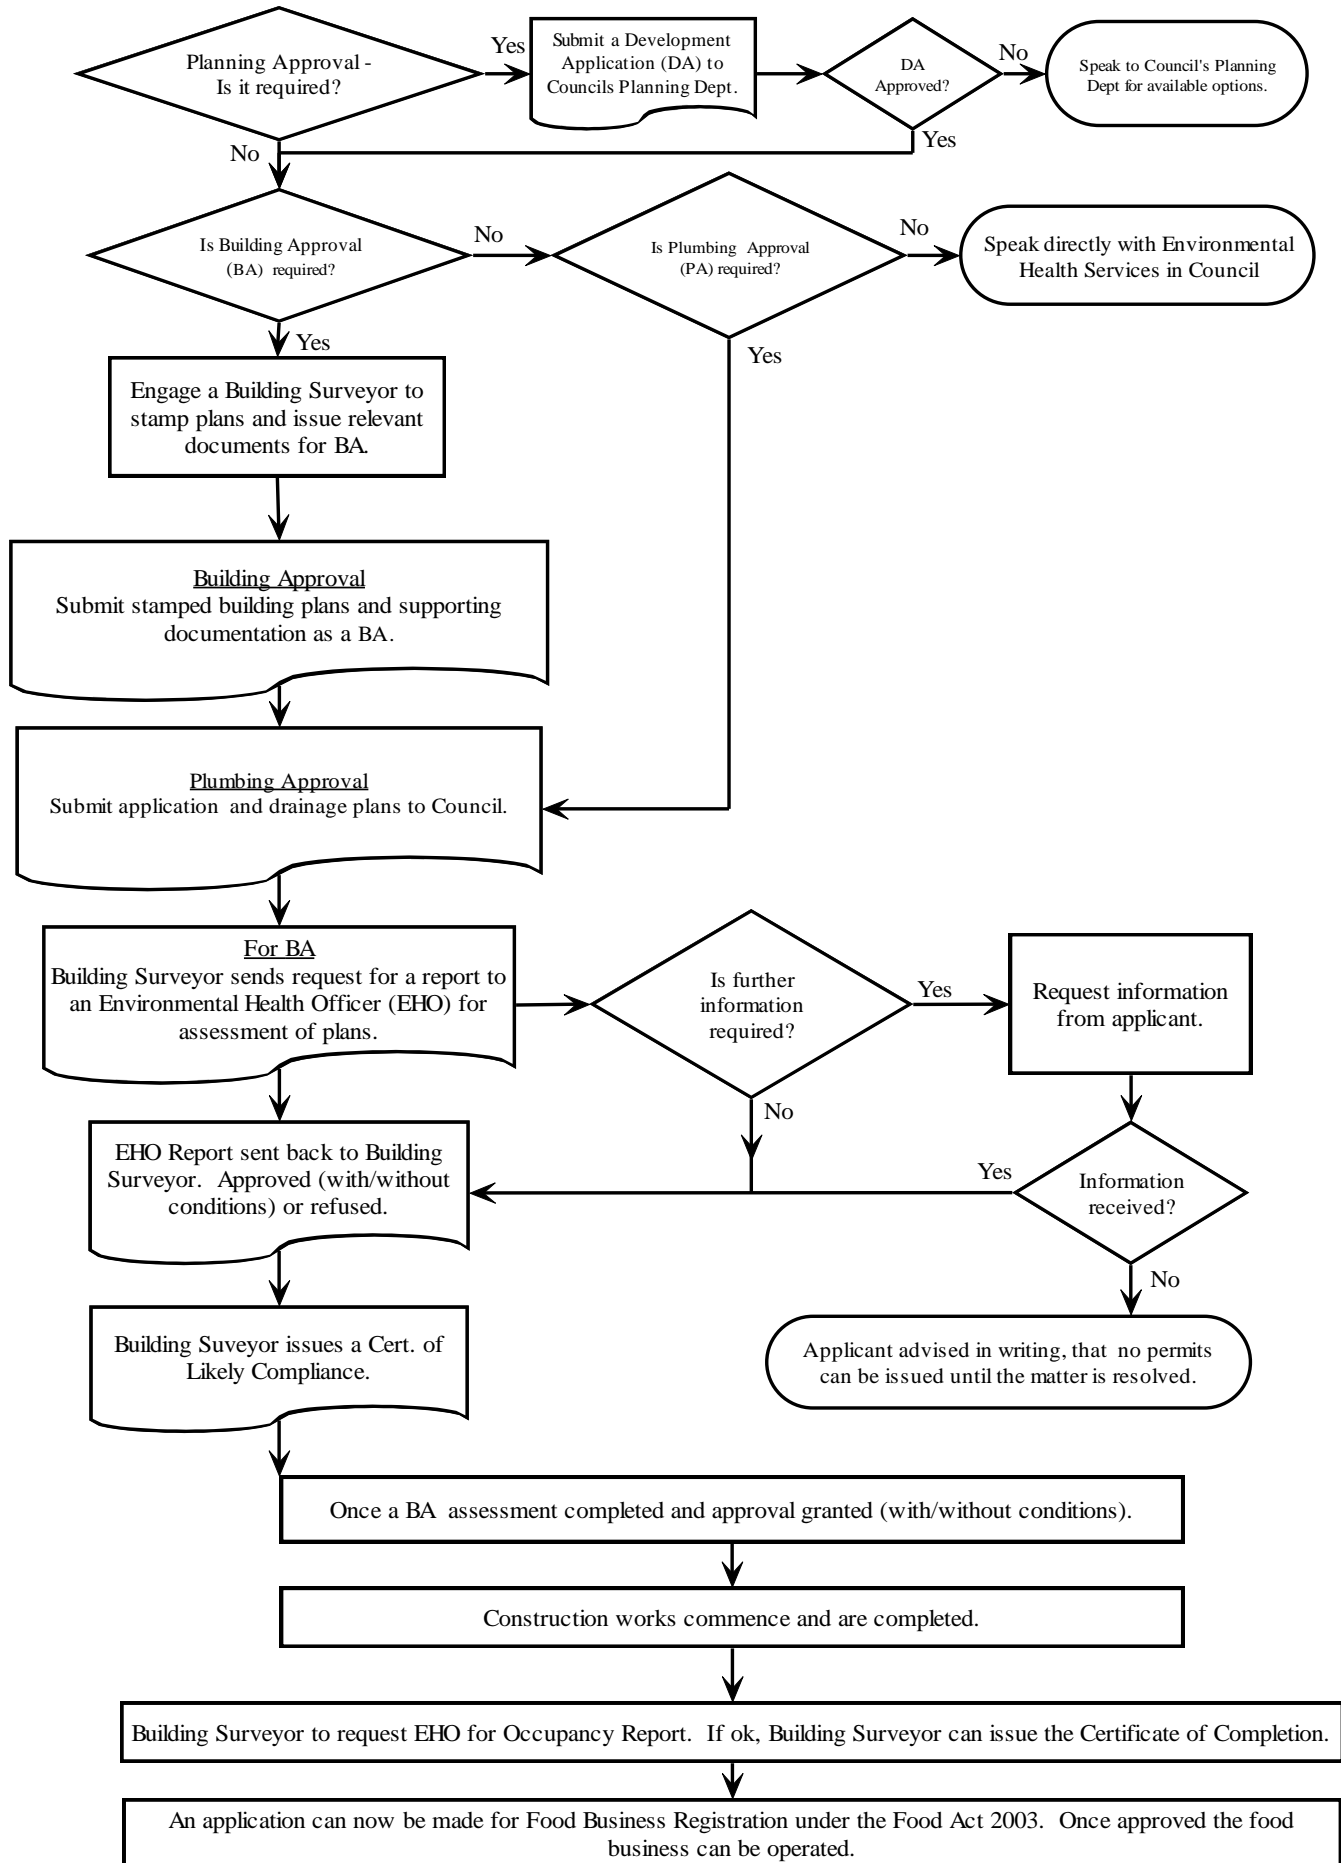 Planning Approval -
Is it required?
Yes
Submit a Development
Application (DA) to
Councils Planning Dept.
DA
Approved?
No
Speak to Council's Planning
Dept for available options.
Yes
No
Is Building Approval
(BA) required?
No
Is Plumbing Approval
(PA) required?
No
Speak directly with Environmental
Health Services in Council
Yes
Yes
Engage a Building Surveyor to
stamp plans and issue relevant
documents for BA.
Building Approval
Submit stamped building plans and supporting
documentation as a BA.
Plumbing Approval
Submit application and drainage plans to Council.
For BA
Building Surveyor sends request for a report to
an Environmental Health Officer (EHO) for
assessment of plans.
Is further
information
required?
Yes
Request information
from applicant.
No
EHO Report sent back to Building
Surveyor. Approved (with/without
conditions) or refused.
Yes
Information
received?
No
Building Suveyor issues a Cert. of
Likely Compliance.
Applicant advised in writing, that no permits
can be issued until the matter is resolved.
Once a BA assessment completed and approval granted (with/without conditions).
Construction works commence and are completed.
Building Surveyor to request EHO for Occupancy Report. If ok, Building Surveyor can issue the Certificate of Completion.
An application can now be made for Food Business Registration under the Food Act 2003. Once approved the food
business can be operated.